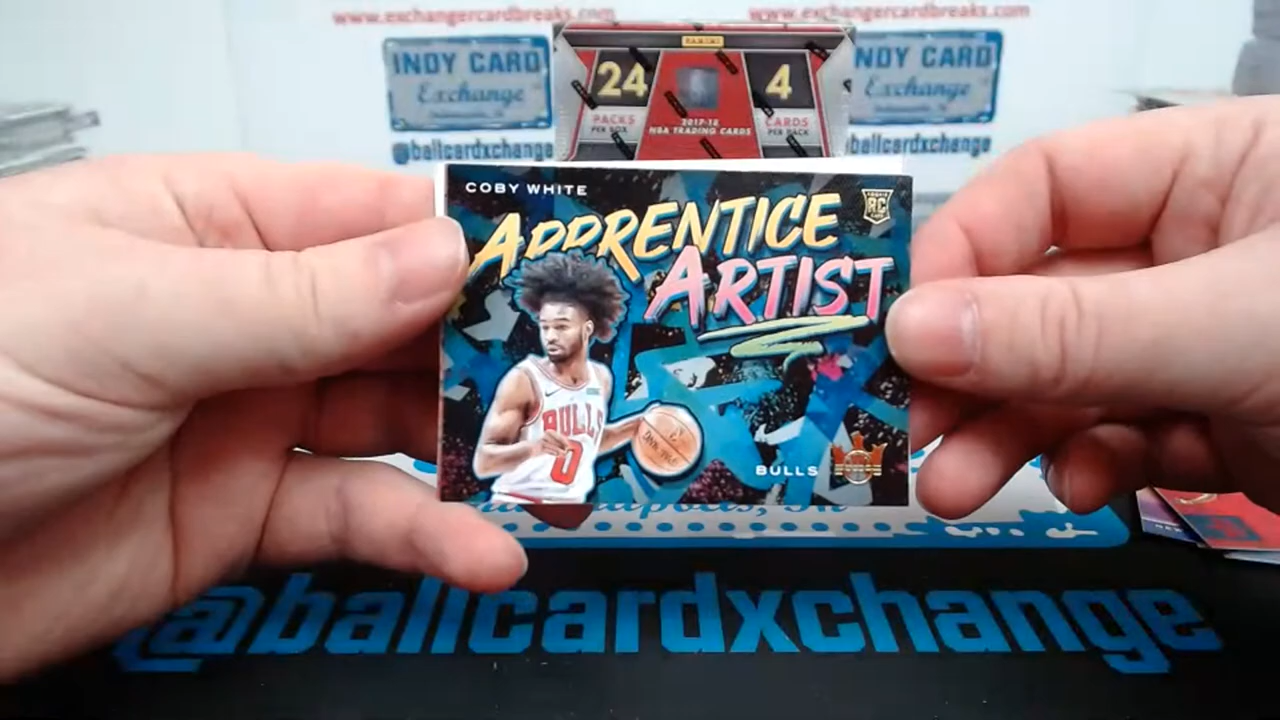 www.exchangercardbreaks.com
www.exchangercardbreaks.com
PANINI
INDY CARD
Exchange
@ballcardxchange
24
PACKS
PER BOX
2017-18
NBA TRADING CARDS
4
CARDS
PER PACK
INDY CARD
Exchange
@ballcardxchange
COBY WHITE
RC
APPRENTICE
ARTIST
BULLS
0
BULLS
@ballcardxchange